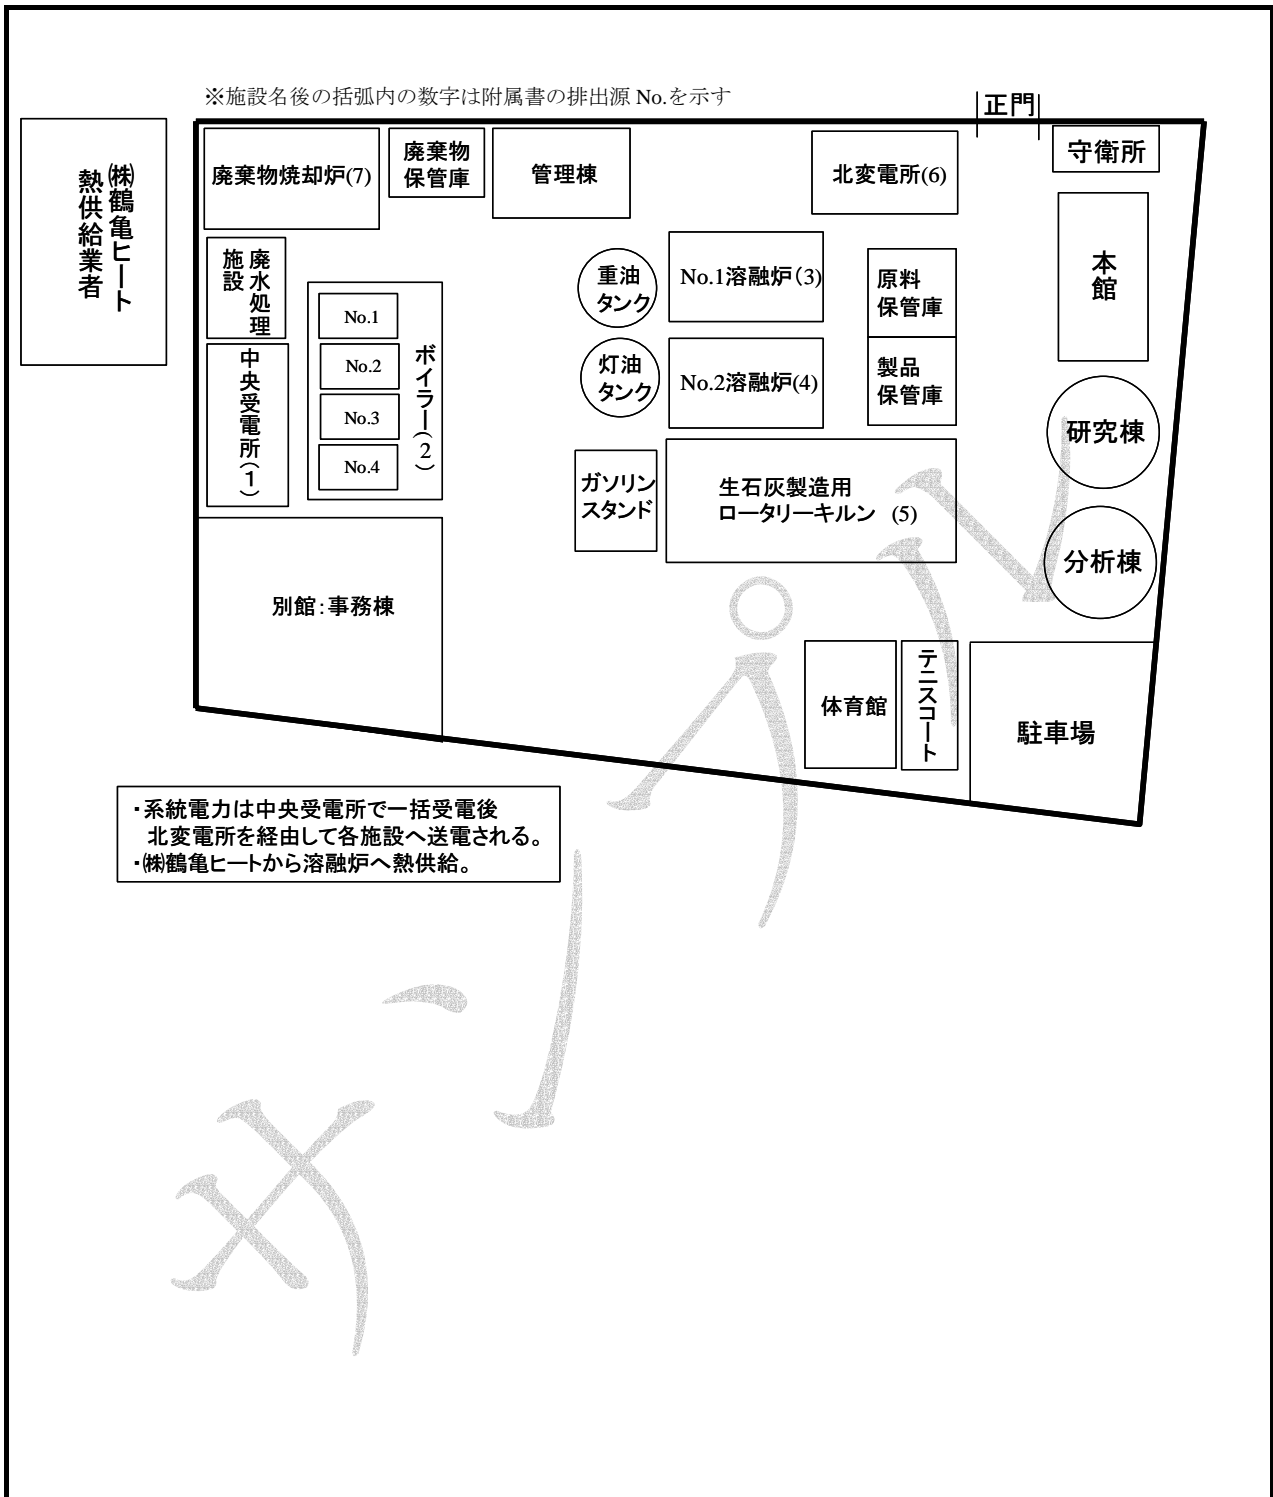 ※施設名後の括弧内の数字は附属書の排出源 No.を示す
正門
㈱鶴亀ヒート
熱供給業者
廃棄物焼却炉(7)
廃棄物
保管庫
管理棟
北変電所(6)
守衛所
廃水処理
施設
中央受電所(1)
No.1
No.2
No.3
No.4
ボイラー(2)
重油
タンク
灯油
タンク
No.1溶融炉(3)
No.2溶融炉(4)
原料
保管庫
製品
保管庫
本館
研究棟
分析棟
ガソリン
スタンド
生石灰製造用
ロータリーキルン (5)
別館:事務棟
体育館
テニスコート
駐車場
・系統電力は中央受電所で一括受電後
北変電所を経由して各施設へ送電される。
・㈱鶴亀ヒートから溶融炉へ熱供給。